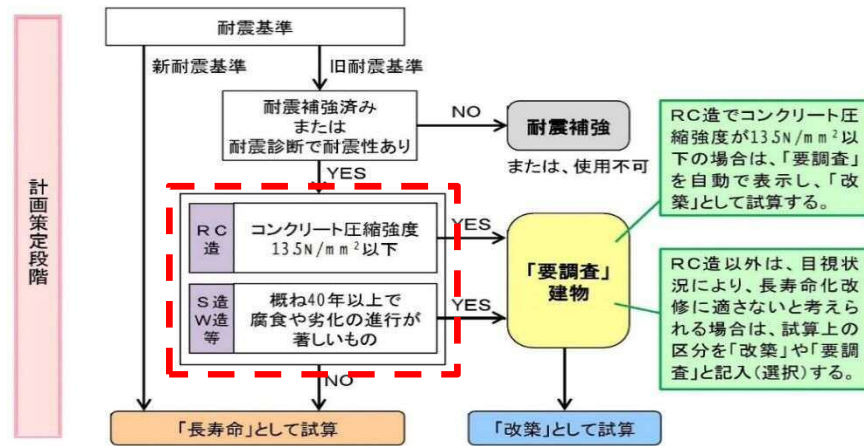 計画策定段階
耐震基準
新耐震基準
旧耐震基準
耐震補強済み
または
耐震診断で耐震性あり
NO
耐震補強
または、使用不可
YES
RC
造
コンクリート圧縮強度
13.5N/mm²以下
YES
S造
W造
等
概ね40年以上で
腐食や劣化の進行が
著しいもの
YES
「要調査」
建物
NO
「長寿命」として試算
「改築」として試算
RC造でコンクリート圧
縮強度が13.5N/mm²以
下の場合は、「要調査」
を自動で表示し、「改
築」として試算する。
RC造以外は、目視状
況により、長寿命化改
修に適さないと考えら
れる場合は、試算上の
区分を「改築」や「要調
査」と記入(選択)する。